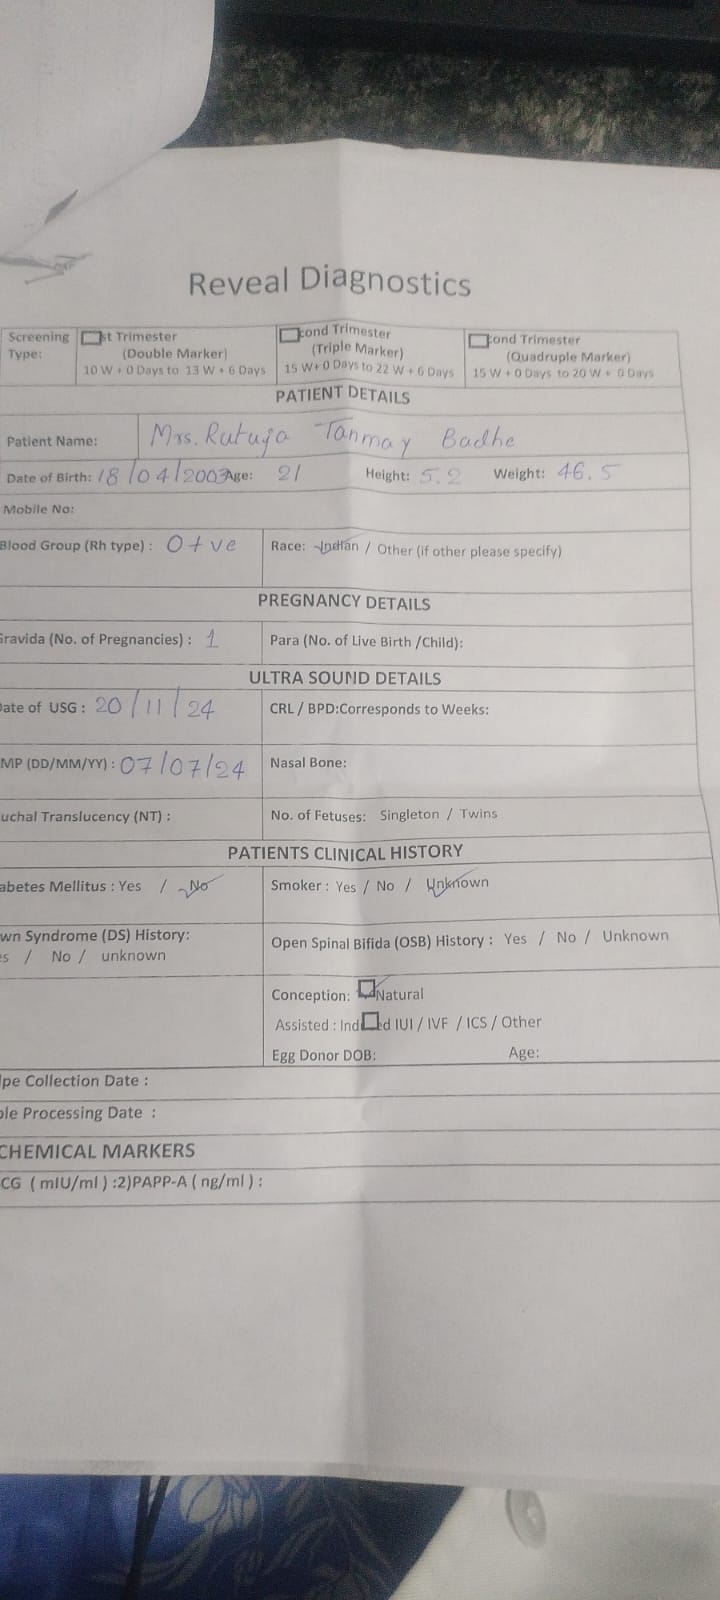 Reveal Diagnostics
Screening Type: st Trimester (Double Marker) 10 W + 0 Days to 13 W + 6 Days
cond Trimester (Triple Marker) 15 W+ 0 Days to 22 W + 6 Days
cond Trimester (Quadruple Marker) 15 W + 0 Days to 20 W + 0 Days
PATIENT DETAILS
Patient Name: Mrs. Rutuja Tanmay Badhe
Date of Birth: 18/04/2003 Age: 21 Height: 5.2 Weight: 46.5
Mobile No:
Blood Group (Rh type) : O +ve Race: Indian / Other (if other please specify)
PREGNANCY DETAILS
Gravida (No. of Pregnancies) : 1 Para (No. of Live Birth /Child):
ULTRA SOUND DETAILS
ate of USG : 20/11/24 CRL / BPD:Corresponds to Weeks:
MP (DD/MM/YY) : 07/07/24 Nasal Bone:
uchal Translucency (NT) : No. of Fetuses: Singleton / Twins
PATIENTS CLINICAL HISTORY
abetes Mellitus : Yes / No Smoker : Yes / No / Unknown
wn Syndrome (DS) History:
es / No / unknown
Open Spinal Bifida (OSB) History : Yes / No / Unknown
Conception: Natural
Assisted : Ind ed IUI / IVF / ICS / Other
Egg Donor DOB: Age:
lpe Collection Date :
ple Processing Date :
CHEMICAL MARKERS
CG ( mIU/ml ) :2)PAPP-A ( ng/ml ) :